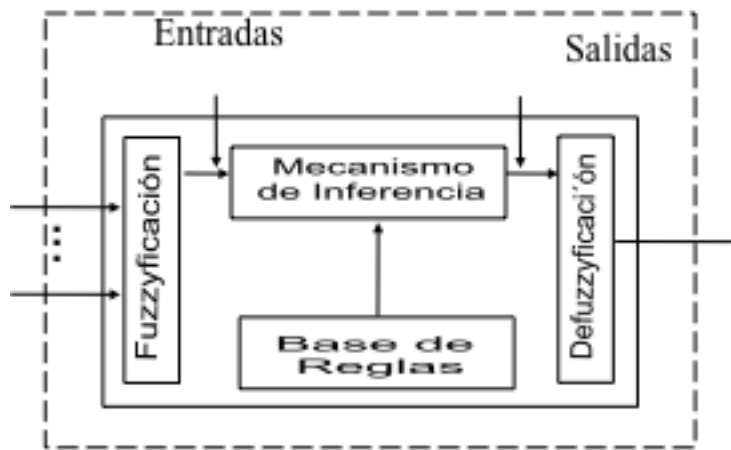 Entradas
Salidas
Fuzzyficación
Mecanismo
de Inferencia
Base de
Reglas
Defuzzyficaci´ón